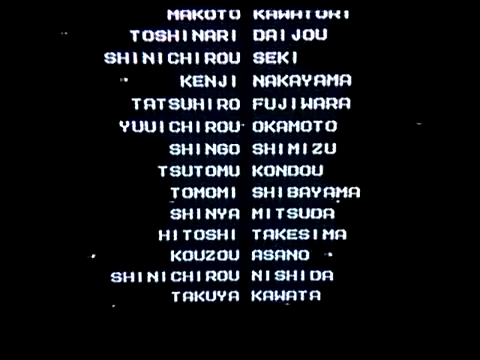 MAKOTO KAWATORI
TOSHINARI DAIJOU
SHINICHIROU SEKI
KENJI NAKAYAMA
TATSUHIRO FUJIWARA
YUUICHIROU OKAMOTO
SHINGO SHIMIZU
TSUTOMU KONDOU
TOMOMI SHIBAYAMA
SHINYA MITSUDA
HITOSHI TAKESIMA
KOUZOU ASANO
SHINICHIROU NISHIDA
TAKUYA KAWATA